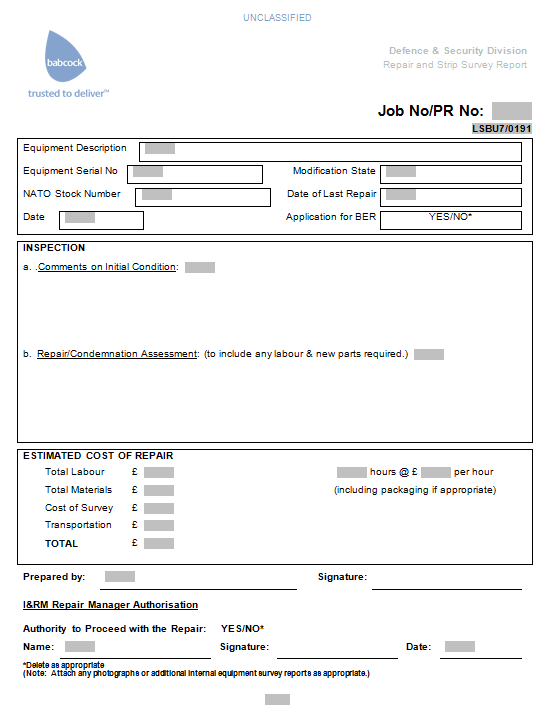 UNCLASSIFIED
babcock
trusted to deliver™
Defence & Security Division
Repair and Strip Survey Report
Job No/PR No:
LSBU7/0191
Equipment Description
Equipment Serial No
Modification State
NATO Stock Number
Date of Last Repair
Date
Application for BER
YES/NO*
INSPECTION
a. .Comments on Initial Condition:
b. Repair/Condemnation Assessment: (to include any labour & new parts required.)
ESTIMATED COST OF REPAIR
Total Labour £ hours @ £ per hour
Total Materials £ (including packaging if appropriate)
Cost of Survey £
Transportation £
TOTAL £
Prepared by: Signature:
I&RM Repair Manager Authorisation
Authority to Proceed with the Repair: YES/NO*
Name: Signature: Date:
*Delete as appropriate
(Note: Attach any photographs or additional internal equipment survey reports as appropriate.)